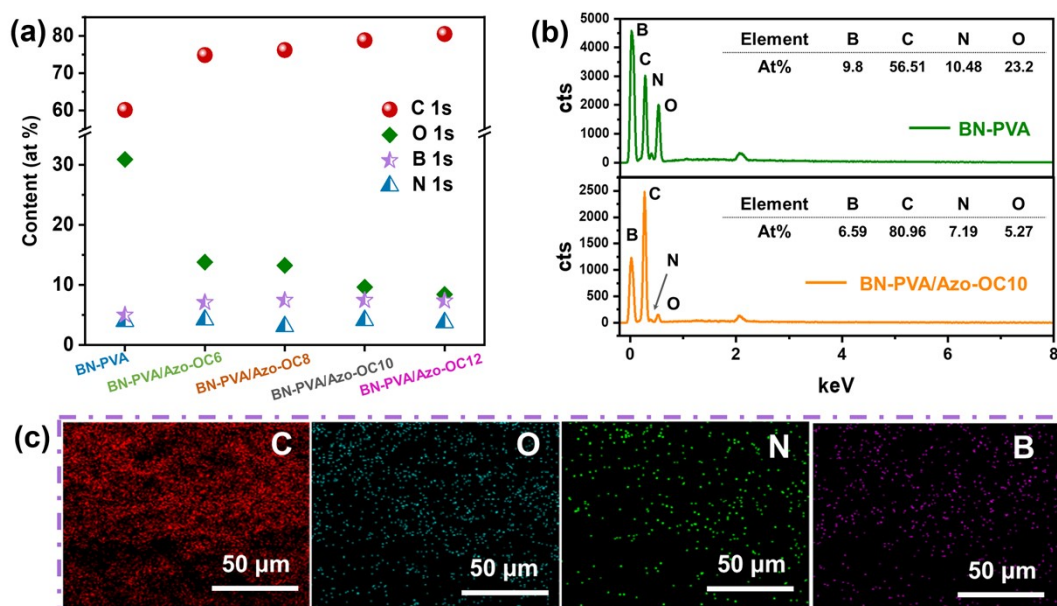 (a)
80
75
70
65
60
30
20
10
0
Content (at %)
C 1s
O 1s
B 1s
N 1s
BN-PVA
BN-PVA/Azo-OC6
BN-PVA/Azo-OC8
BN-PVA/Azo-OC10
BN-PVA/Azo-OC12
(b)
5000
4000
3000
2000
1000
0
cts
B
C
N
O
Element B C N O
At% 9.8 56.51 10.48 23.2
BN-PVA
2500
2000
1500
1000
500
0
cts
B
C
N
O
Element B C N O
At% 6.59 80.96 7.19 5.27
BN-PVA/Azo-OC10
0 2 4 6 8
keV
(c)
C
50 μm
O
50 μm
N
50 μm
B
50 μm